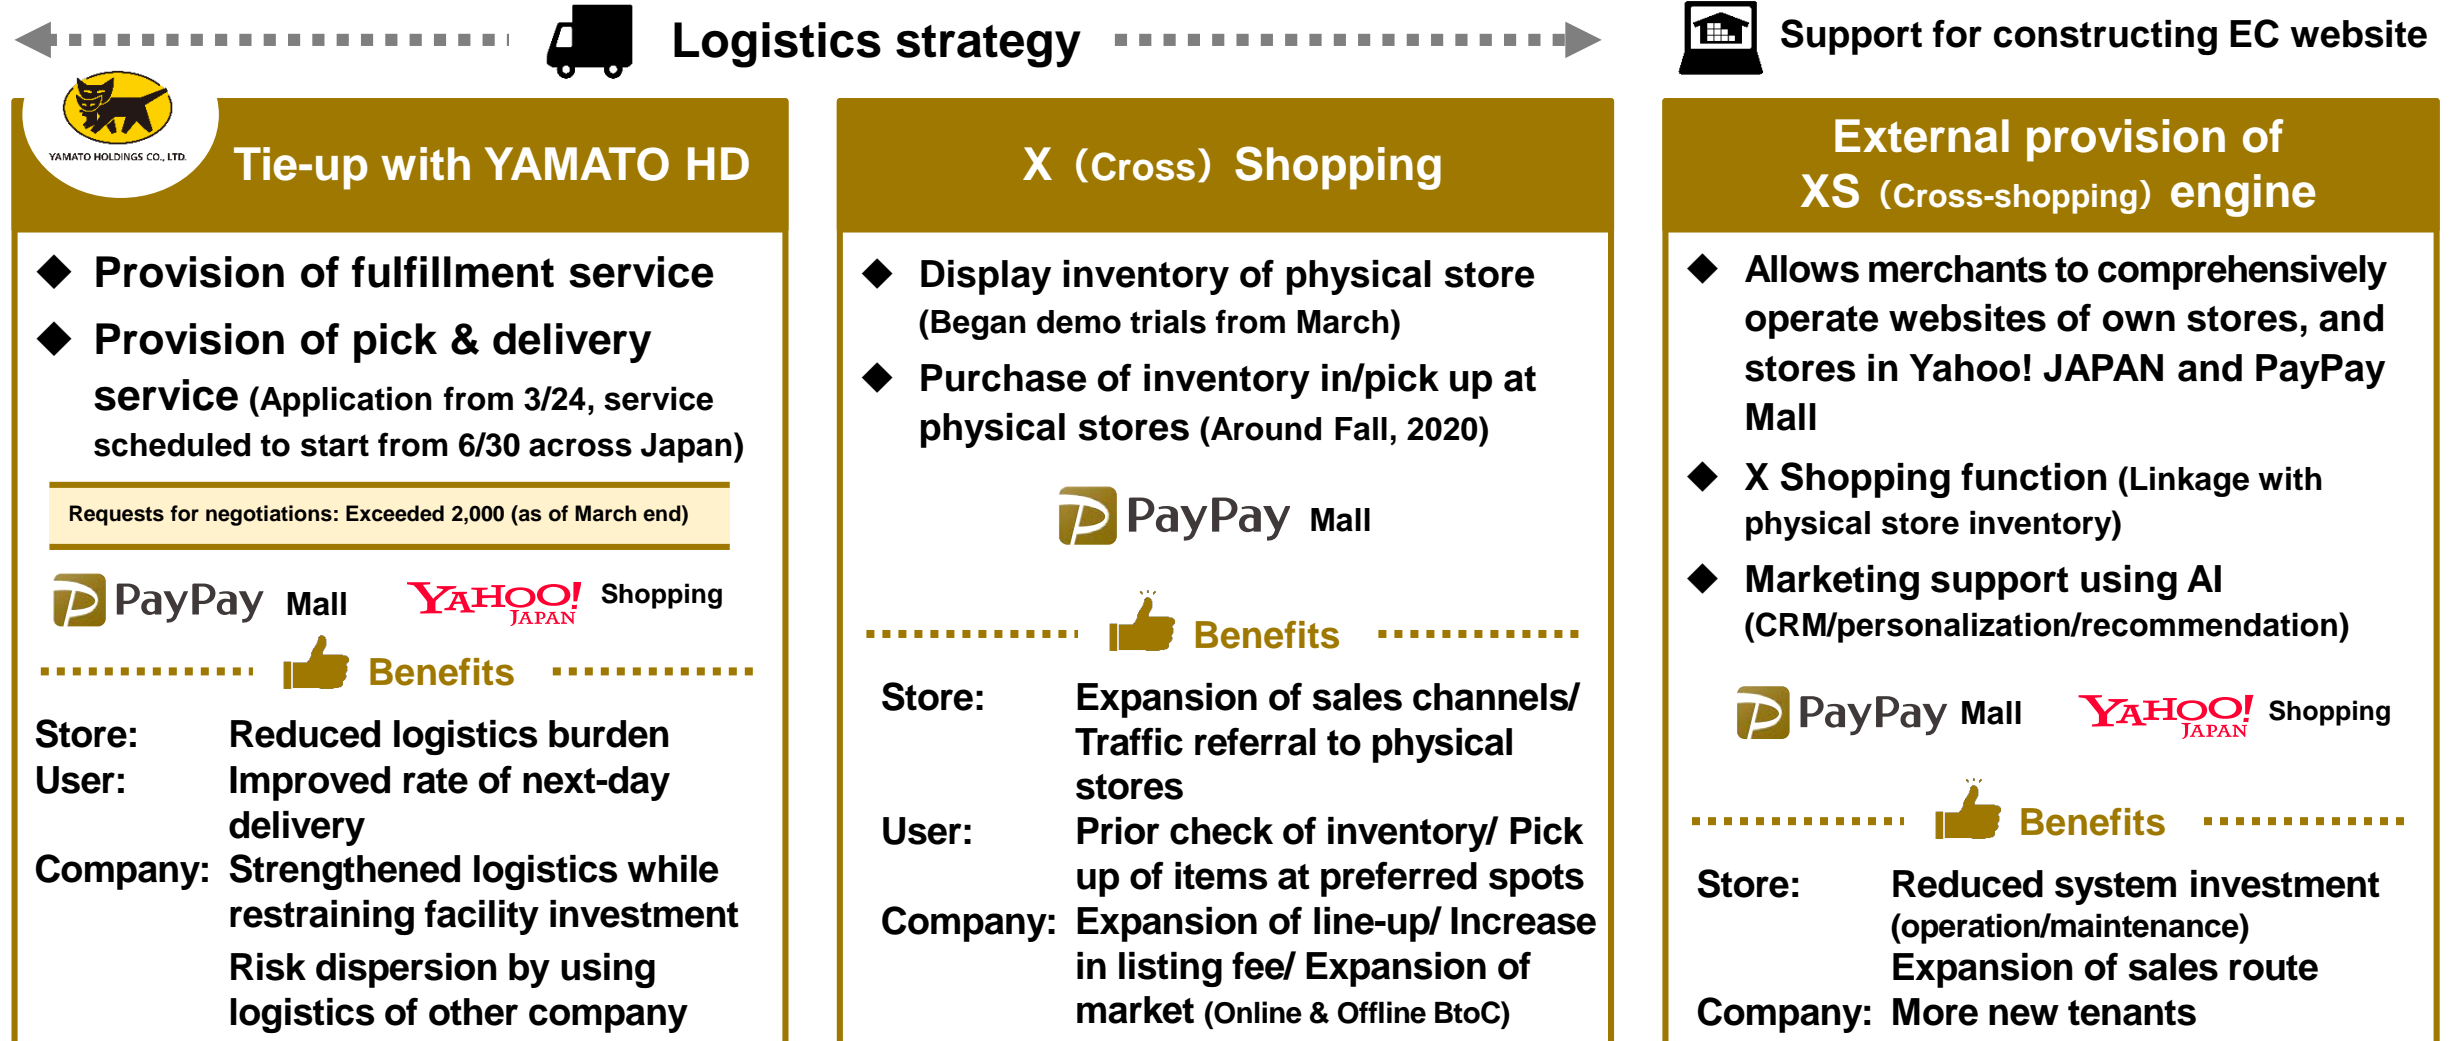 Logistics strategy
Support for constructing EC website
YAMATO HOLDINGS CO., LTD.
Tie-up with YAMATO HD
◆ Provision of fulfillment service
◆ Provision of pick & delivery
service (Application from 3/24, service
scheduled to start from 6/30 across Japan)
Requests for negotiations: Exceeded 2,000 (as of March end)
PayPay Mall
YAHOO! JAPAN Shopping
Benefits
Store: Reduced logistics burden
User: Improved rate of next-day
delivery
Company: Strengthened logistics while
restraining facility investment
Risk dispersion by using
logistics of other company
X（Cross）Shopping
◆ Display inventory of physical store
(Began demo trials from March)
◆ Purchase of inventory in/pick up at
physical stores (Around Fall, 2020)
PayPay Mall
Benefits
Store: Expansion of sales channels/
Traffic referral to physical
stores
User: Prior check of inventory/ Pick
up of items at preferred spots
Company: Expansion of line-up/ Increase
in listing fee/ Expansion of
market (Online & Offline BtoC)
External provision of
XS（Cross-shopping）engine
◆ Allows merchants to comprehensively
operate websites of own stores, and
stores in Yahoo! JAPAN and PayPay
Mall
◆ X Shopping function (Linkage with
physical store inventory)
◆ Marketing support using AI
(CRM/personalization/recommendation)
PayPay Mall
YAHOO! JAPAN Shopping
Benefits
Store: Reduced system investment
(operation/maintenance)
Expansion of sales route
Company: More new tenants